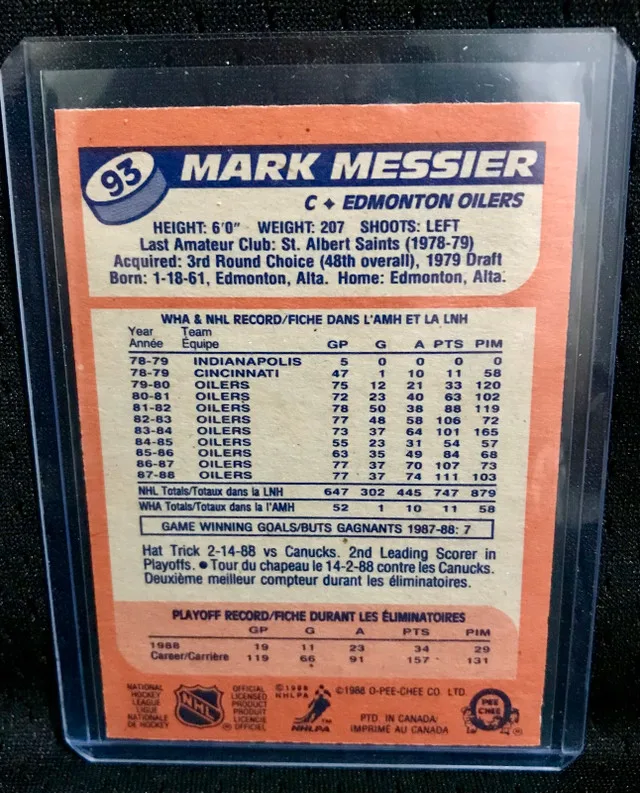 93 MARK MESSIER
C ✦ EDMONTON OILERS
HEIGHT: 6'0" WEIGHT: 207 SHOOTS: LEFT
Last Amateur Club: St. Albert Saints (1978-79)
Acquired: 3rd Round Choice (48th overall), 1979 Draft
Born: 1-18-61, Edmonton, Alta. Home: Edmonton, Alta.
WHA & NHL RECORD/FICHE DANS L'AMH ET LA LNH
Year Team
Année Équipe GP G A PTS PIM
78-79 INDIANAPOLIS 5 0 0 0 0
78-79 CINCINNATI 47 1 10 11 58
79-80 OILERS 75 12 21 33 120
80-81 OILERS 72 23 40 63 102
81-82 OILERS 78 50 38 88 119
82-83 OILERS 77 48 58 106 72
83-84 OILERS 73 37 64 101 165
84-85 OILERS 55 23 31 54 57
85-86 OILERS 63 35 49 84 68
86-87 OILERS 77 37 70 107 73
87-88 OILERS 77 37 74 111 103
NHL Totals/Totaux dans la LNH 647 302 445 747 879
WHA Totals/Totaux dans la l'AMH 52 1 10 11 58
GAME WINNING GOALS/BUTS GAGNANTS 1987-88: 7
Hat Trick 2-14-88 vs Canucks. 2nd Leading Scorer in
Playoffs. ● Tour du chapeau le 14-2-88 contre les Canucks.
Deuxième meilleur compteur durant les éliminatoires.
PLAYOFF RECORD/FICHE DURANT LES ÉLIMINATOIRES
GP G A PTS PIM
1988 19 11 23 34 29
Career/Carrière 119 66 91 157 131
NATIONAL
HOCKEY
LEAGUE
LIGUE
NATIONALE
DE HOCKEY
NHL
OFFICIAL
LICENSED
PRODUCT
PRODUIT
LICENCIÉ
® OFFICIEL
©1988
NHLPA
NHLPA
©1988 O-PEE-CHEE CO. LTD.
PTD. IN CANADA
IMPRIMÉ AU CANADA
PEE
CHEE